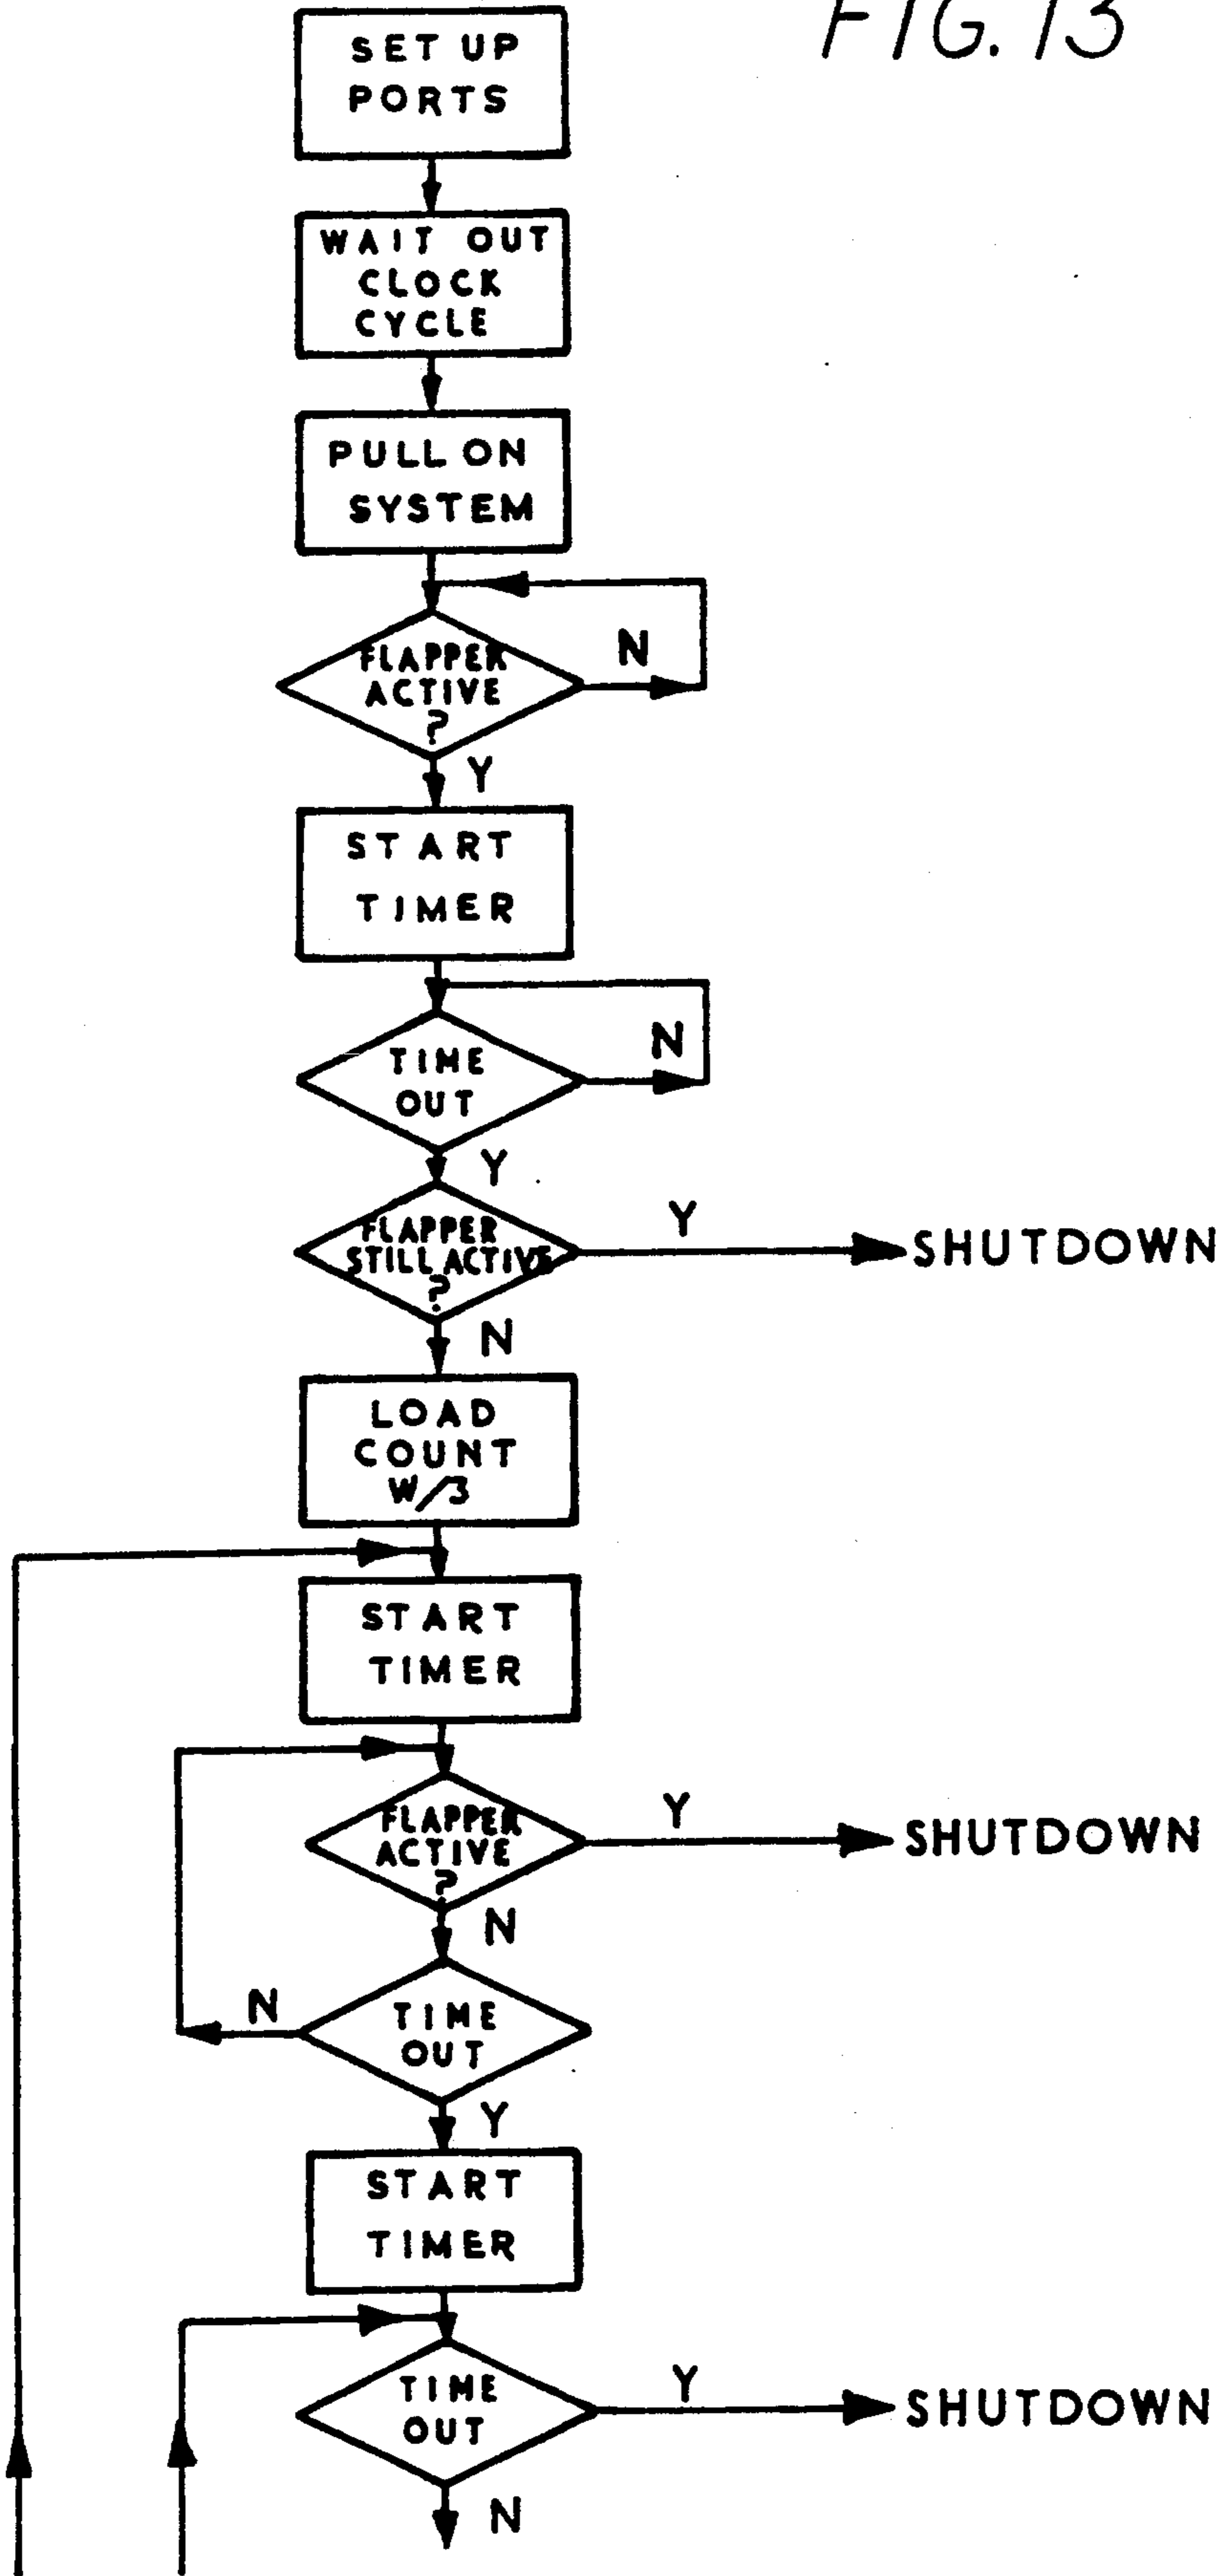 FIG. 13
SET UP
PORTS
WAIT OUT
CLOCK
CYCLE
PULL ON
SYSTEM
FLAPPER
ACTIVE
?
N
Y
START
TIMER
TIME
OUT
N
Y
FLAPPER
STILL ACTIVE
?
Y
SHUTDOWN
N
LOAD
COUNT
W/3
START
TIMER
FLAPPER
ACTIVE
?
Y
SHUTDOWN
N
TIME
OUT
N
Y
START
TIMER
TIME
OUT
Y
SHUTDOWN
N